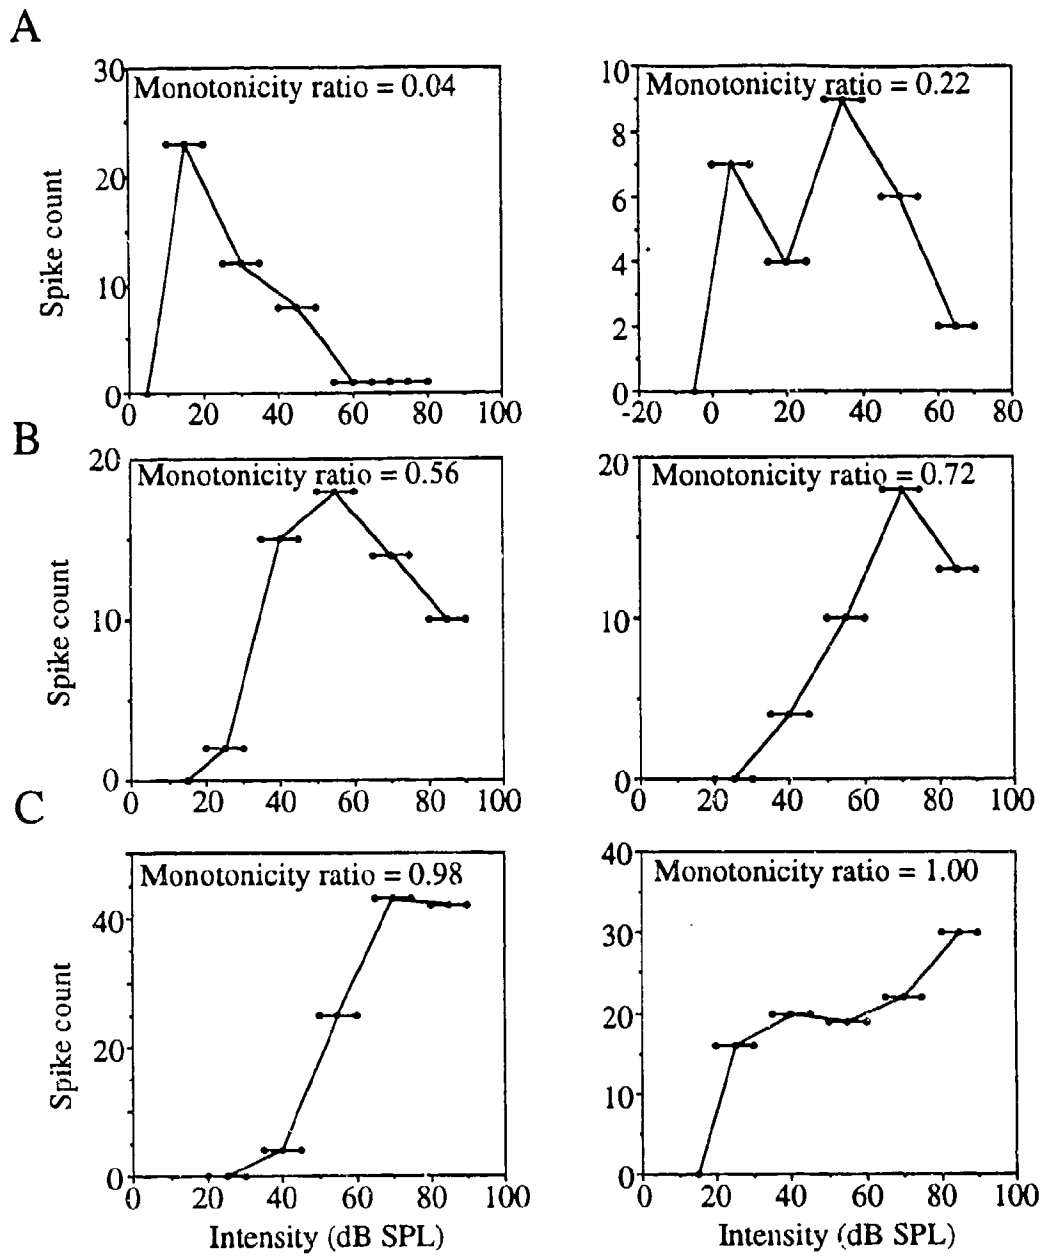 A
Monotonicity ratio = 0.04
Spike count
30
20
10
0
0 20 40 60 80 100
Monotonicity ratio = 0.22
10
8
6
4
2
0
-20 0 20 40 60 80
B
Monotonicity ratio = 0.56
Spike count
20
10
0
0 20 40 60 80 100
Monotonicity ratio = 0.72
20
10
0
0 20 40 60 80 100
C
Monotonicity ratio = 0.98
Spike count
40
20
0
0 20 40 60 80 100
Intensity (dB SPL)
Monotonicity ratio = 1.00
40
30
20
10
0
0 20 40 60 80 100
Intensity (dB SPL)